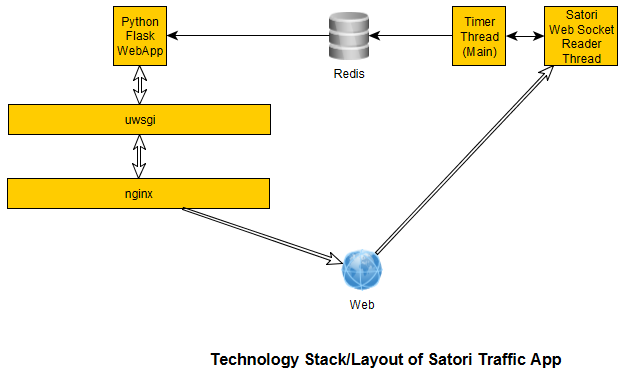 Python
Flask
WebApp
Redis
Timer
Thread
(Main)
Satori
Web Socket
Reader
Thread
uwsgi
nginx
Web
Technology Stack/Layout of Satori Traffic App